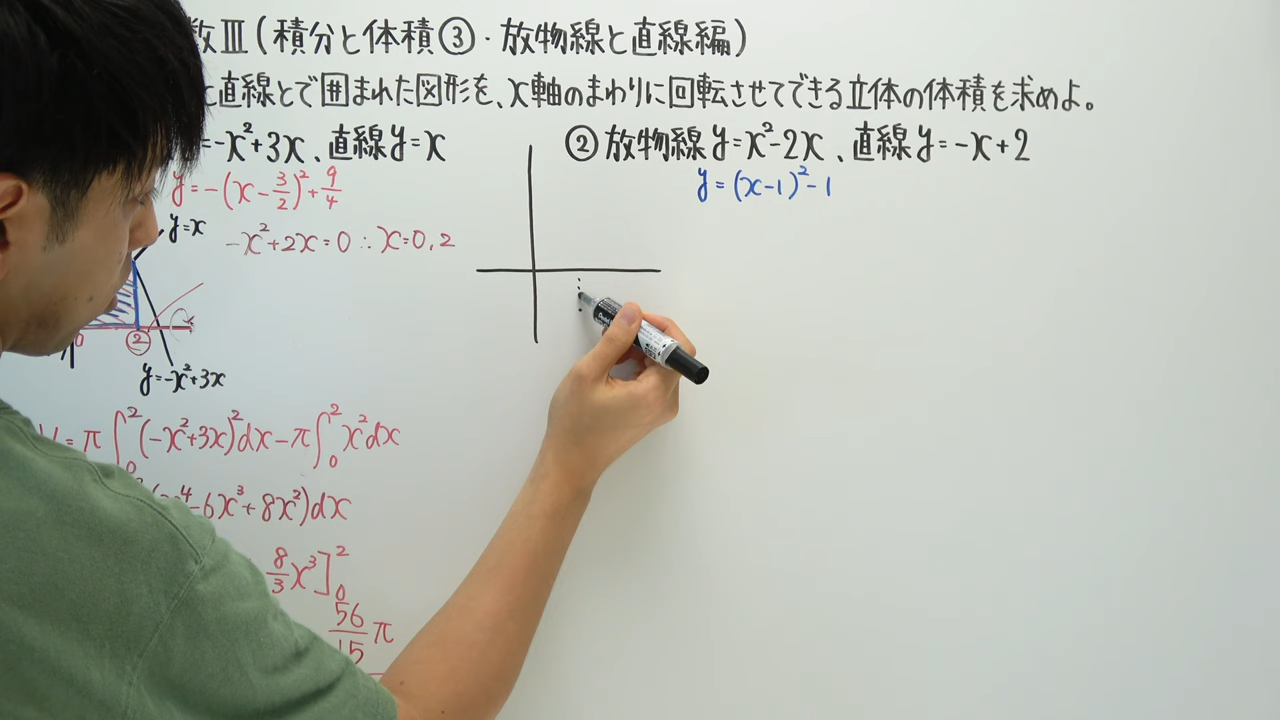 数Ⅲ(積分と体積③・放物線と直線編)
直線とで囲まれた図形を、x軸のまわりに回転させてできる立体の体積を求めよ。
=-x²+3x、直線y=x
②放物線y=x²-2x、直線y=-x+2
y=-(x-3/2)²+9/4
y=(x-1)²-1
y=x
-x²+2x=0 ∴x=0,2
0
2
x
y=-x²+3x
=π∫₀²(-x²+3x)²dx-π∫₀²x²dx
-6x³+8x²)dx
8/3x³]₀²
56/15π